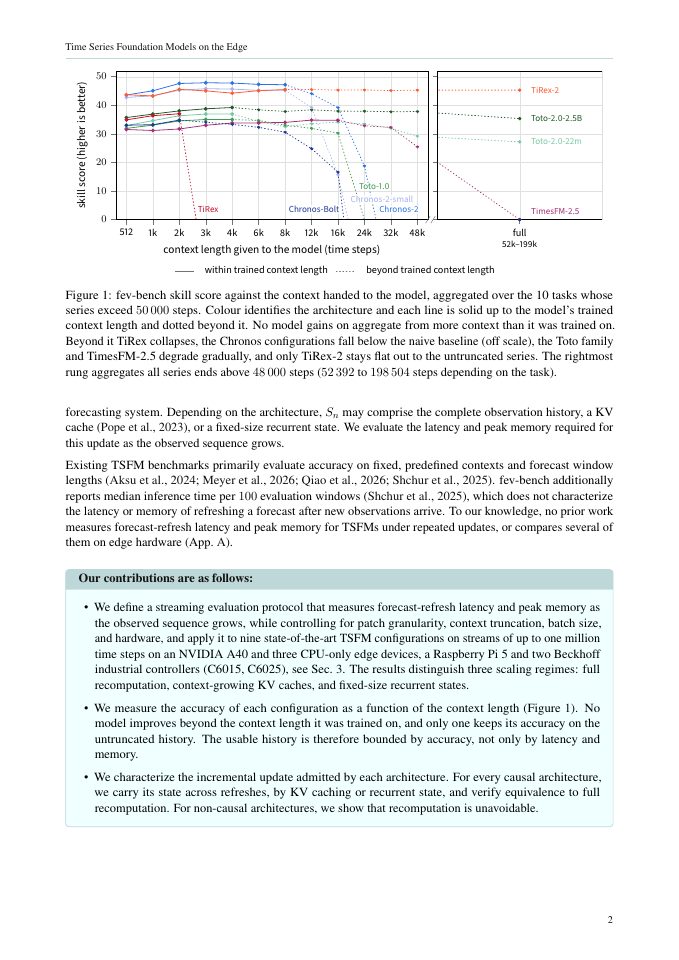 Time Series Foundation Models on the Edge
50
40
30
20
10
0
skill score (higher is better)
TiRex
Chronos-Bolt
Toto-1.0
Chronos-2-small
Chronos-2
TiRex-2
Toto-2.0-2.5B
Toto-2.0-22m
TimesFM-2.5
512 1k 2k 3k 4k 6k 8k 12k 16k 24k 32k 48k
full
52k–199k
context length given to the model (time steps)
within trained context length beyond trained context length
Figure 1: fev-bench skill score against the context handed to the model, aggregated over the 10 tasks whose
series exceed 50 000 steps. Colour identifies the architecture and each line is solid up to the model's trained
context length and dotted beyond it. No model gains on aggregate from more context than it was trained on.
Beyond it TiRex collapses, the Chronos configurations fall below the naive baseline (off scale), the Toto family
and TimesFM-2.5 degrade gradually, and only TiRex-2 stays flat out to the untruncated series. The rightmost
rung aggregates all series ends above 48 000 steps (52 392 to 198 504 steps depending on the task).
forecasting system. Depending on the architecture, Sₙ may comprise the complete observation history, a KV
cache (Pope et al., 2023), or a fixed-size recurrent state. We evaluate the latency and peak memory required for
this update as the observed sequence grows.
Existing TSFM benchmarks primarily evaluate accuracy on fixed, predefined contexts and forecast window
lengths (Aksu et al., 2024; Meyer et al., 2026; Qiao et al., 2026; Shchur et al., 2025). fev-bench additionally
reports median inference time per 100 evaluation windows (Shchur et al., 2025), which does not characterize
the latency or memory of refreshing a forecast after new observations arrive. To our knowledge, no prior work
measures forecast-refresh latency and peak memory for TSFMs under repeated updates, or compares several of
them on edge hardware (App. A).
Our contributions are as follows:
• We define a streaming evaluation protocol that measures forecast-refresh latency and peak memory as
the observed sequence grows, while controlling for patch granularity, context truncation, batch size,
and hardware, and apply it to nine state-of-the-art TSFM configurations on streams of up to one million
time steps on an NVIDIA A40 and three CPU-only edge devices, a Raspberry Pi 5 and two Beckhoff
industrial controllers (C6015, C6025), see Sec. 3. The results distinguish three scaling regimes: full
recomputation, context-growing KV caches, and fixed-size recurrent states.
• We measure the accuracy of each configuration as a function of the context length (Figure 1). No
model improves beyond the context length it was trained on, and only one keeps its accuracy on the
untruncated history. The usable history is therefore bounded by accuracy, not only by latency and
memory.
• We characterize the incremental update admitted by each architecture. For every causal architecture,
we carry its state across refreshes, by KV caching or recurrent state, and verify equivalence to full
recomputation. For non-causal architectures, we show that recomputation is unavoidable.
2